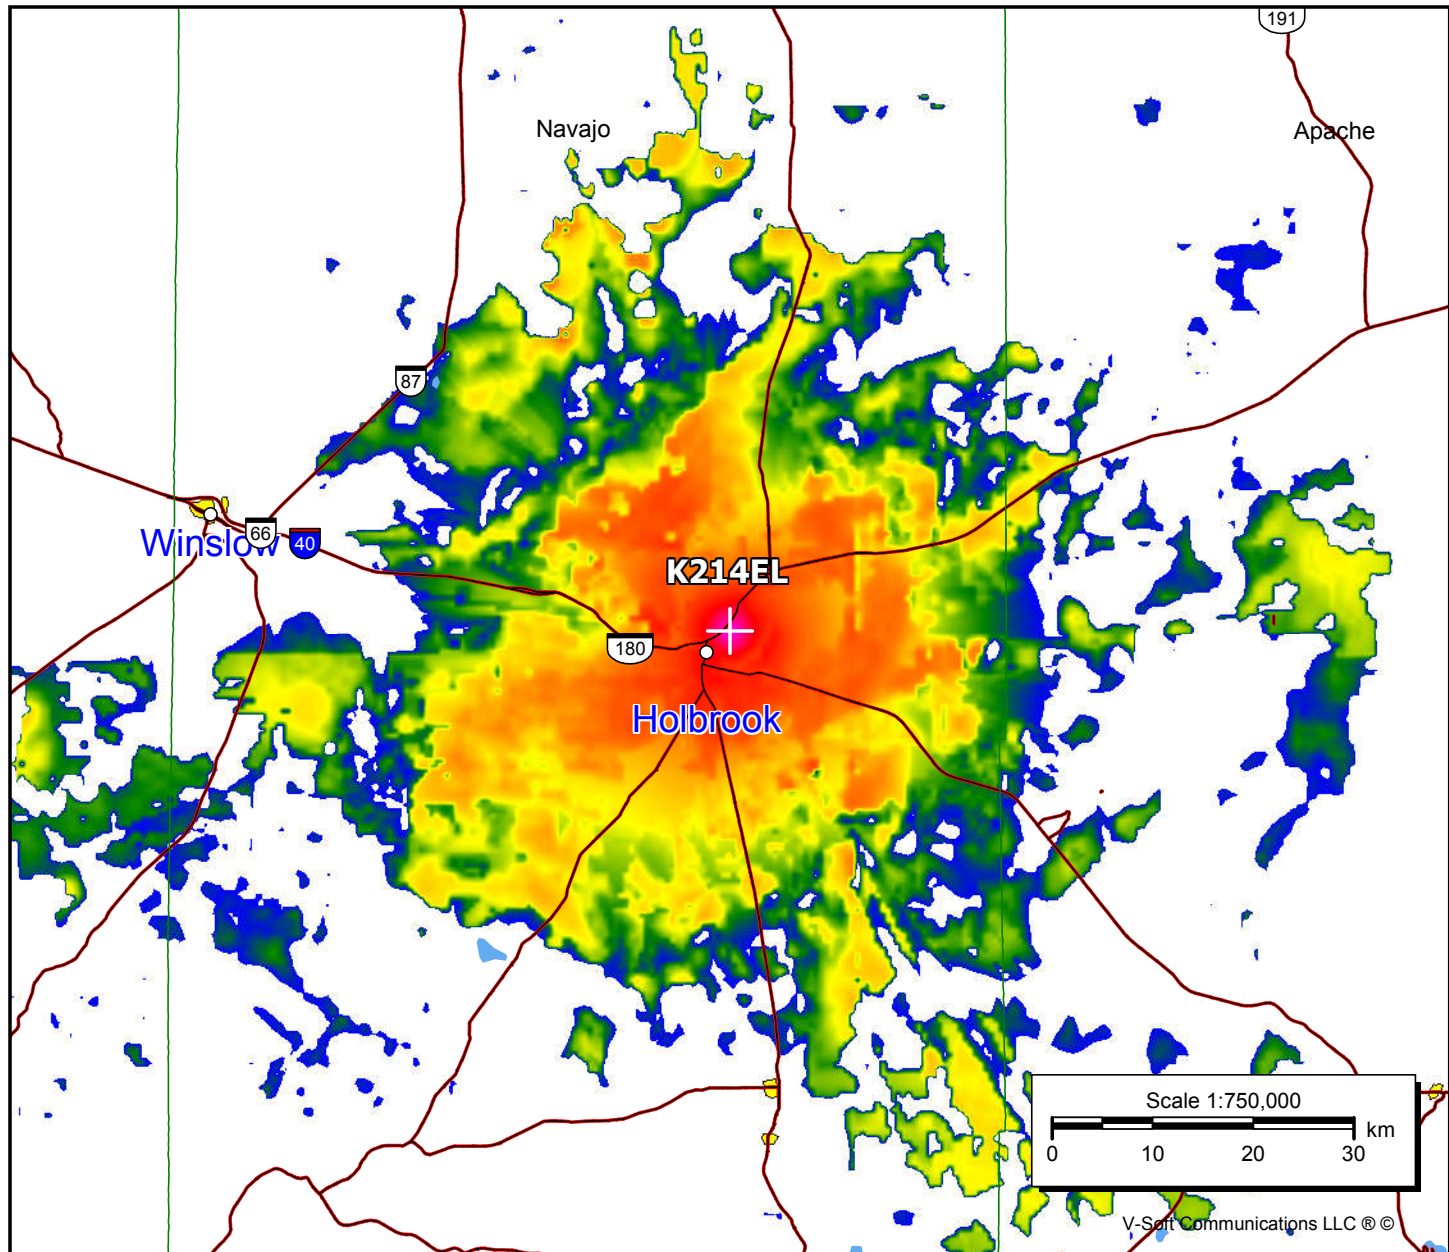 191
Navajo
Apache
87
Winslow
66
40
K214EL
180
Holbrook
Scale 1:750,000
km
0 10 20 30
V-Soft Communications LLC ® ©